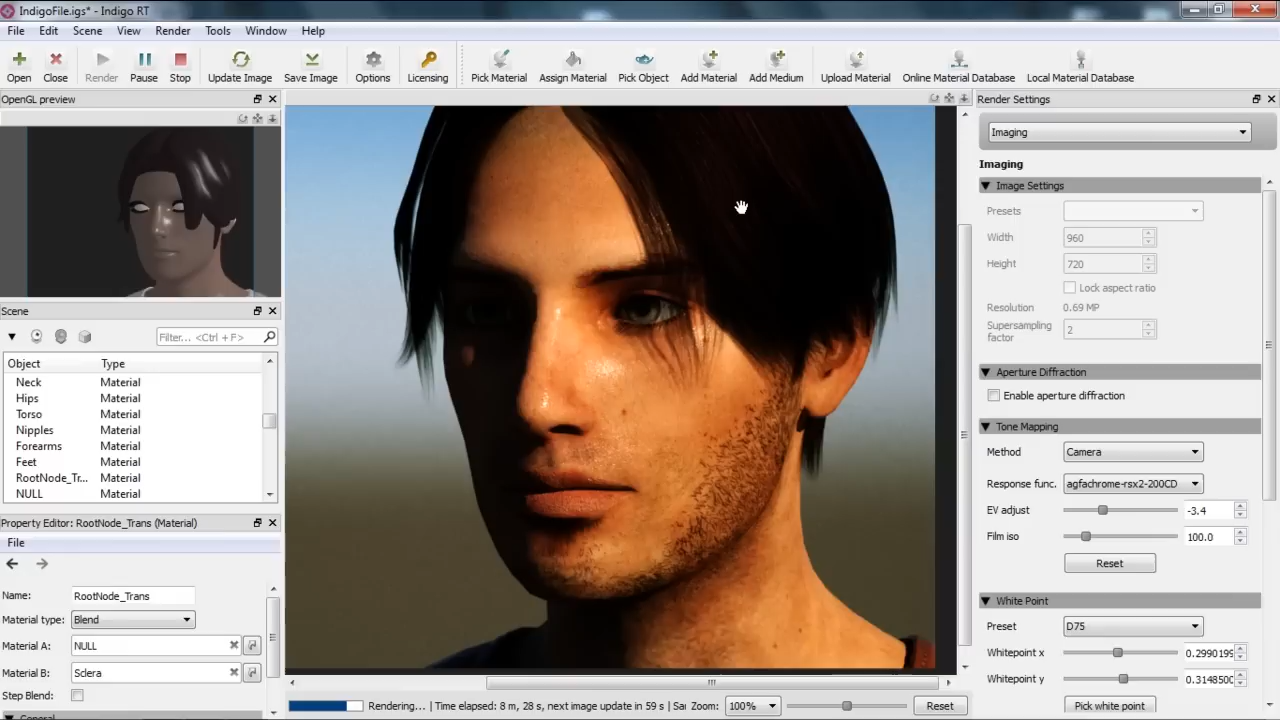 IndigoFile.igs* - Indigo RT
File Edit Scene View Render Tools Window Help
Open Close Render Pause Stop Update Image Save Image Options Licensing Pick Material Assign Material Pick Object Add Material Add Medium Upload Material Online Material Database Local Material Database
OpenGL preview
Scene
Filter... <Ctrl + F>
Object Type
Neck Material
Hips Material
Torso Material
Nipples Material
Forearms Material
Feet Material
RootNode_Tr... Material
NULL Material
Property Editor: RootNode_Trans (Material)
File
Name: RootNode_Trans
Material type: Blend
Material A: NULL
Material B: Sclera
Step Blend:
General
Rendering... | Time elapsed: 8 m, 28 s, next image update in 59 s | Sar Zoom: 100% Reset
Render Settings
Imaging
Imaging
Image Settings
Presets
Width 960
Height 720
Lock aspect ratio
Resolution 0.69 MP
Supersampling
factor 2
Aperture Diffraction
Enable aperture diffraction
Tone Mapping
Method Camera
Response func. agfachrome-rsx2-200CD
EV adjust -3.4
Film iso 100.0
Reset
White Point
Preset D75
Whitepoint x 0.2990199
Whitepoint y 0.3148500
Pick white point